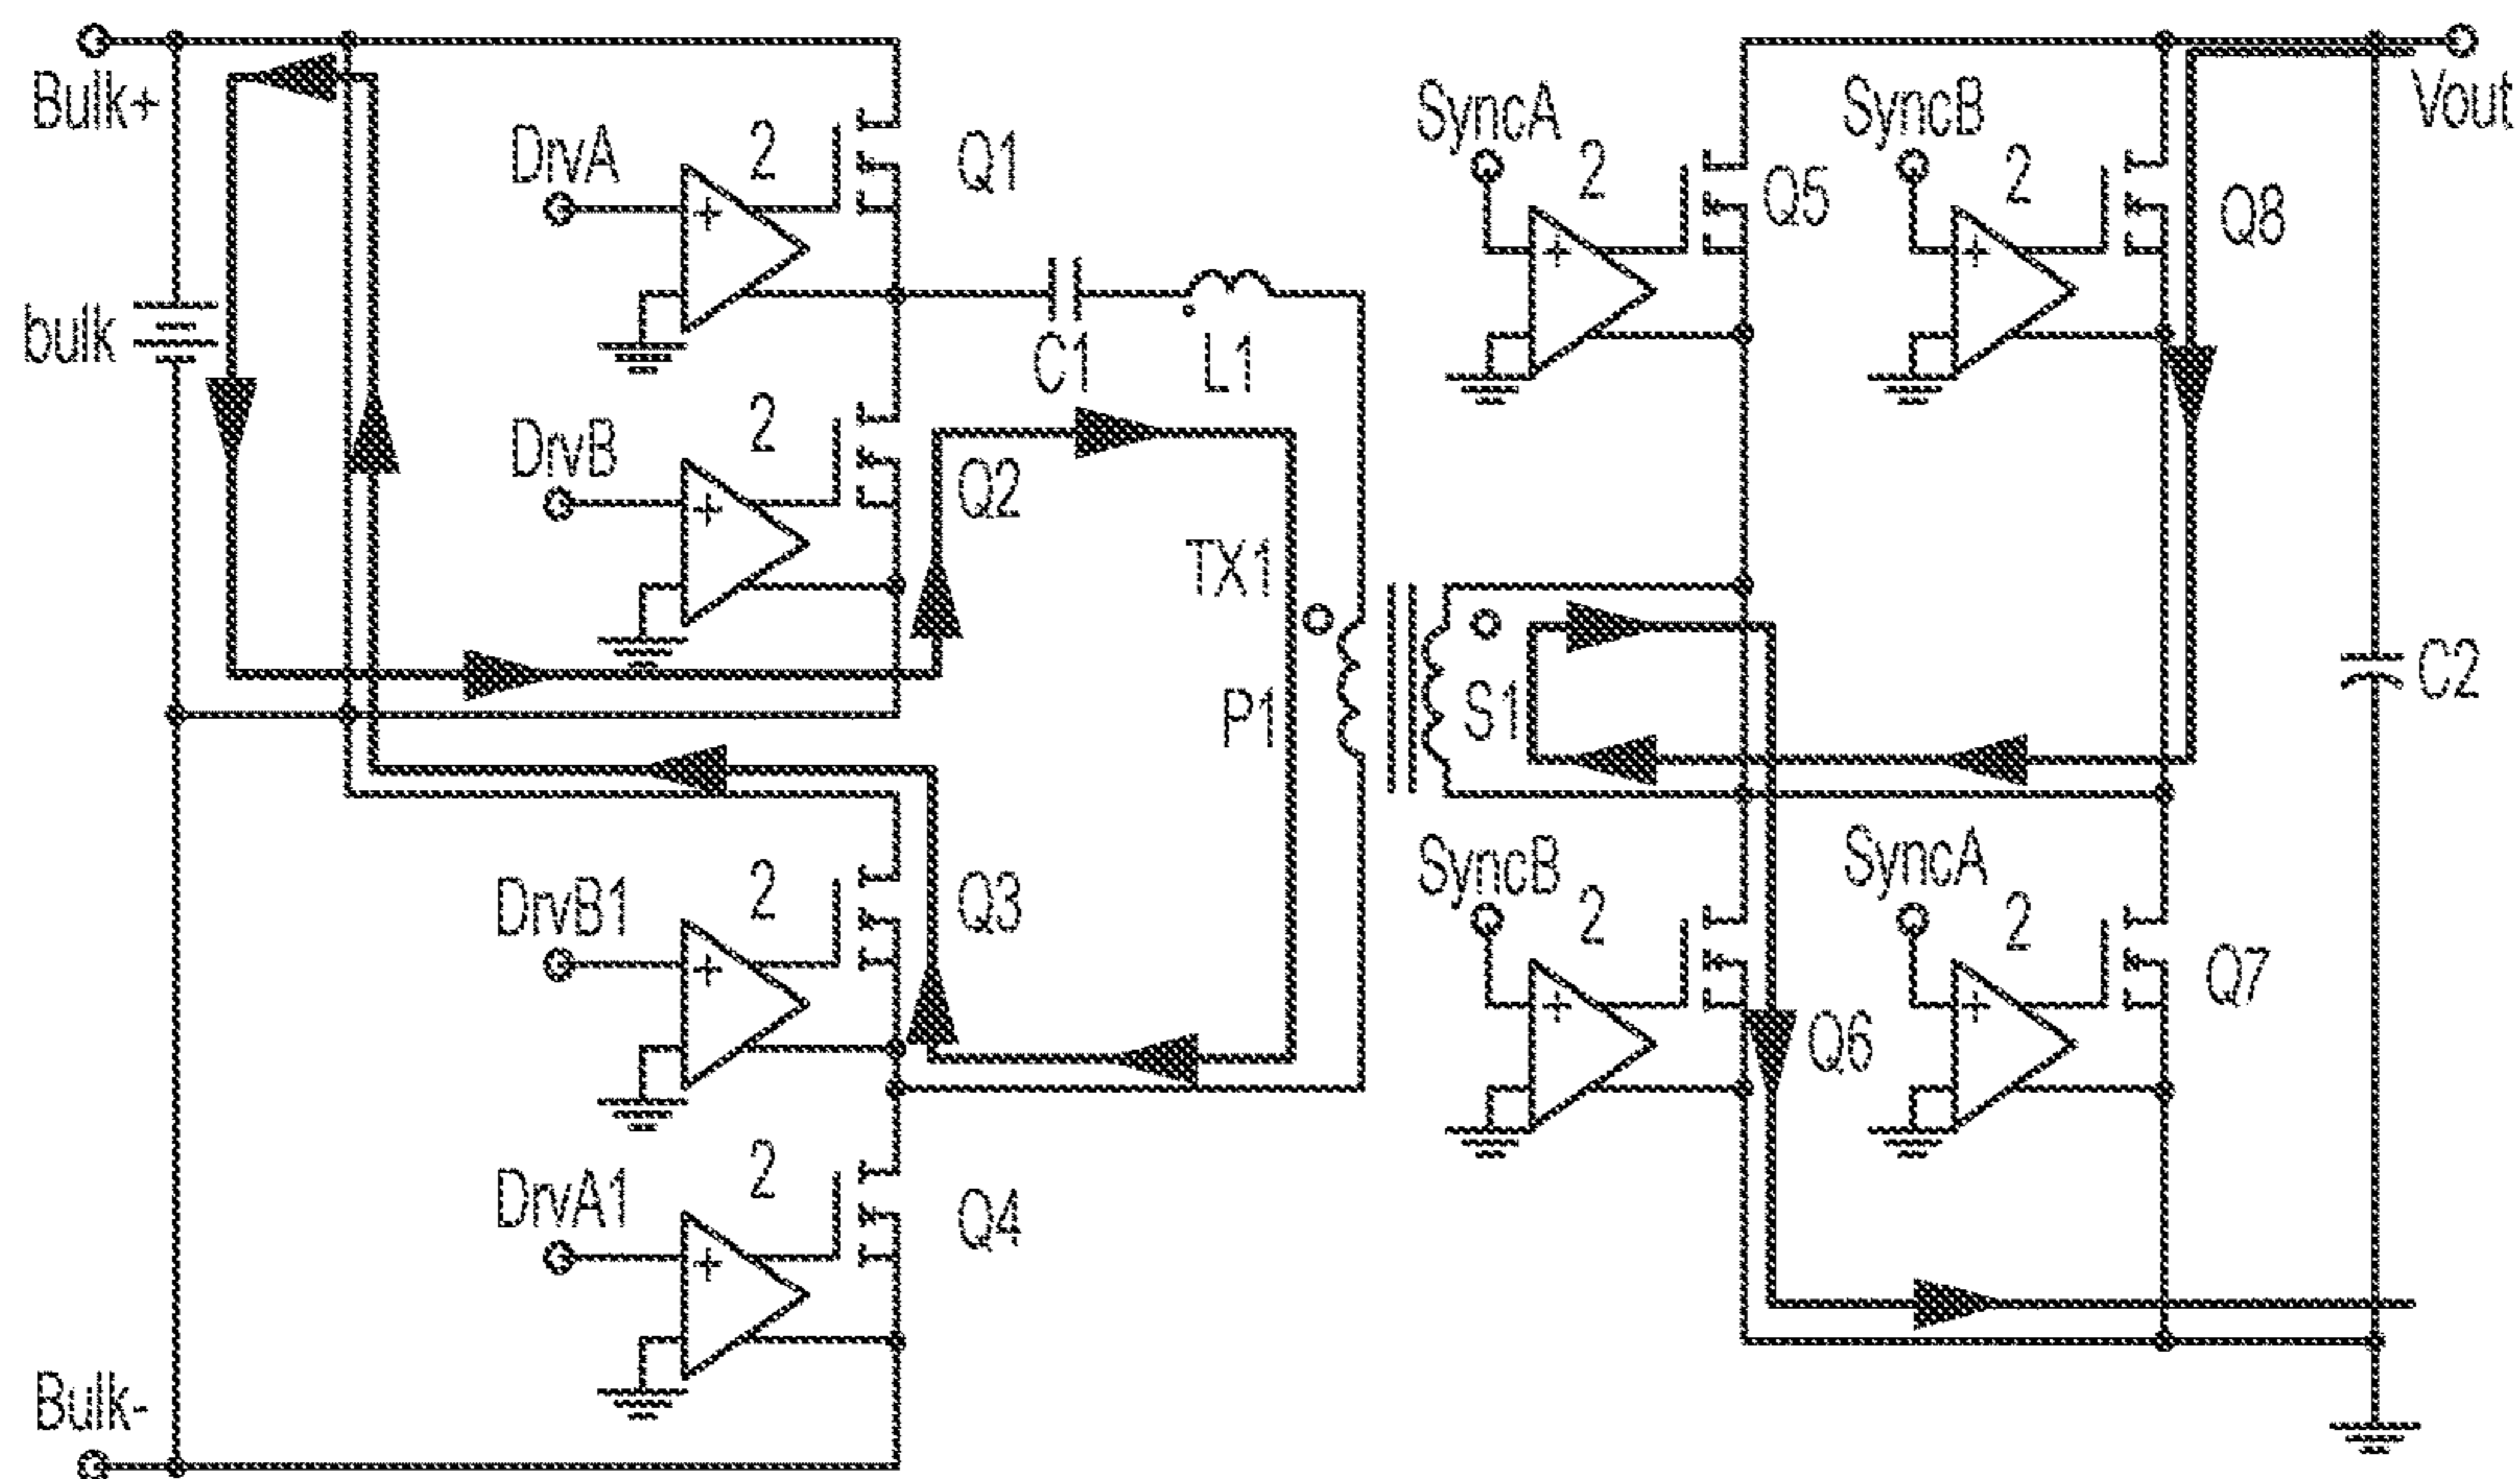 Bulk+
bulk
Bulk-
DrvA
2
Q1
DrvB
2
Q2
C1
L1
TX1
P1
S1
DrvB1
2
Q3
DrvA1
2
Q4
SyncA
2
Q5
SyncB
2
Q8
Vout
C2
SyncB
2
Q6
SyncA
2
Q7
+
+
+
+
+
+
+
+